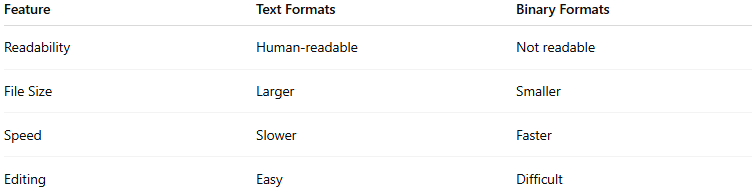 Feature Text Formats Binary Formats
Readability Human-readable Not readable
File Size Larger Smaller
Speed Slower Faster
Editing Easy Difficult